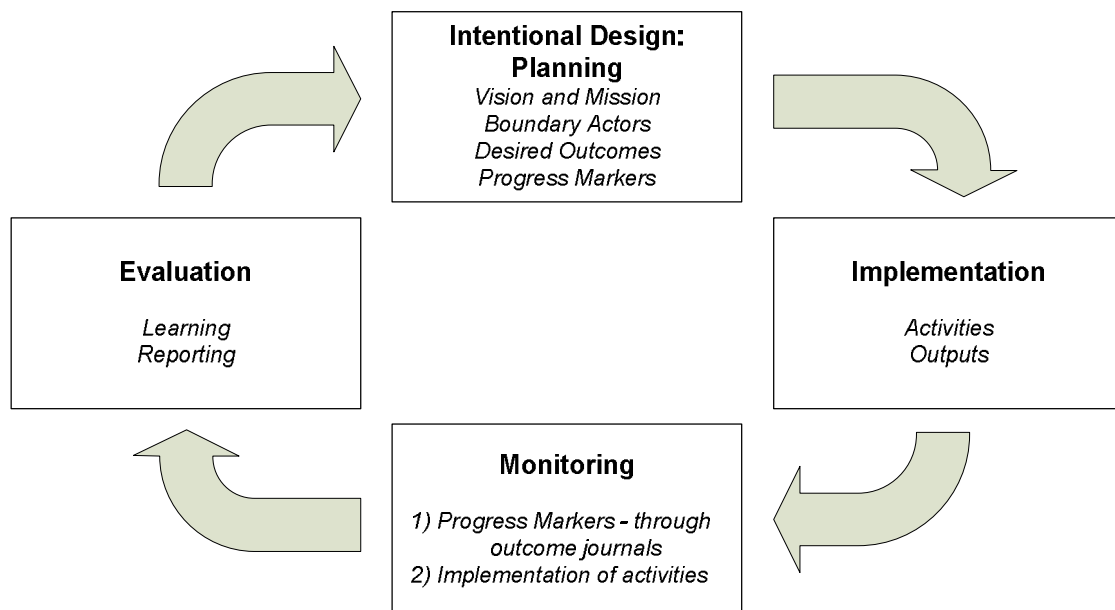 Intentional Design:
Planning
Vision and Mission
Boundary Actors
Desired Outcomes
Progress Markers
Evaluation
Learning
Reporting
Implementation
Activities
Outputs
Monitoring
1) Progress Markers - through
outcome journals
2) Implementation of activities